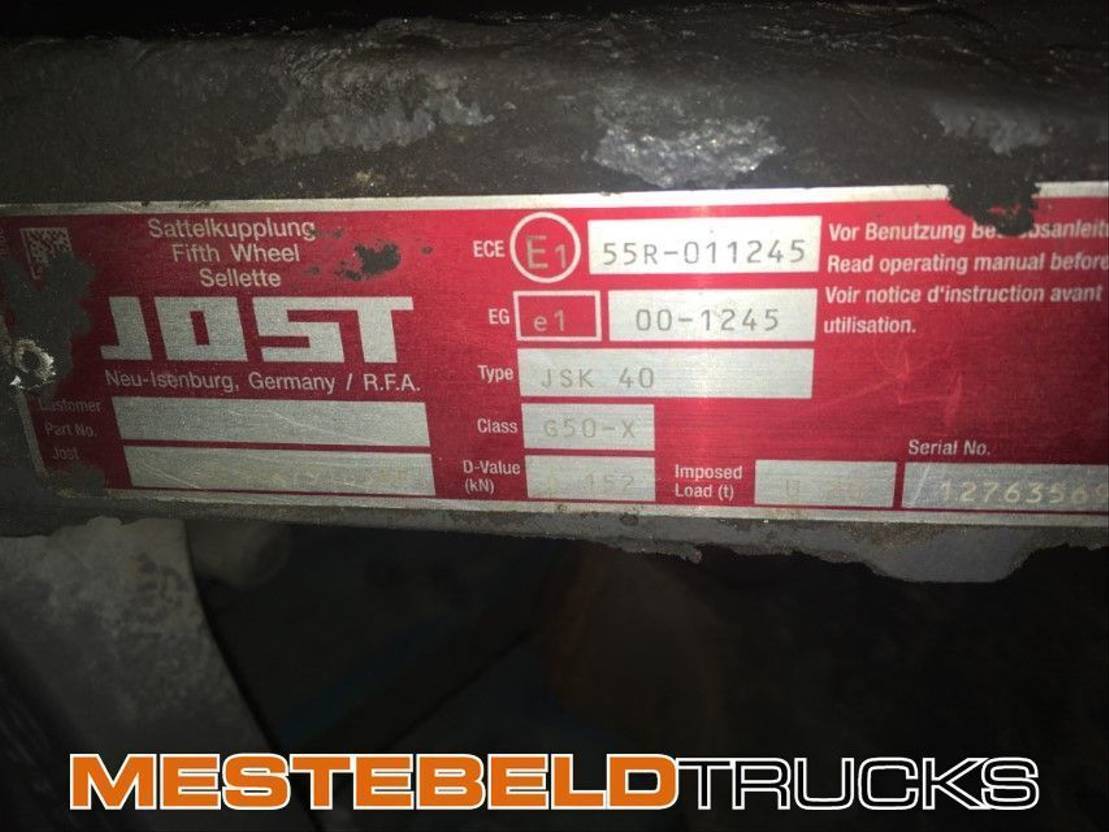 Sattelkupplung
Fifth Wheel
Sellette
JOST
Neu-Isenburg, Germany / R.F.A.
Customer
Part No.
Jost
ECE E1 55R-011245
EG e1 00-1245
Type JSK 40
Class G50-X
D-Value
(kN) 152
Imposed
Load (t) U 20
Vor Benutzung
Read operating manual before
Voir notice d'instruction avant
utilisation.
Serial No.
12763569
MESTEBELDTRUCKS